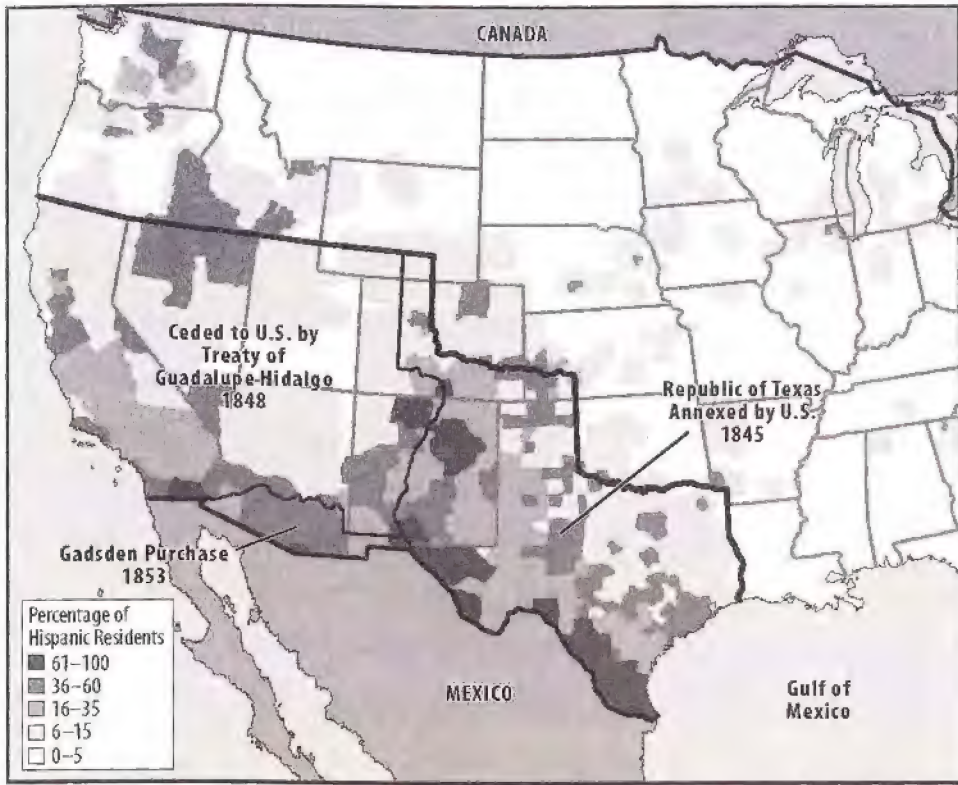 CANADA
Ceded to U.S. by
Treaty of
Guadalupe-Hidalgo
1848
Republic of Texas
Annexed by U.S.
1845
Gadsden Purchase
1853
Percentage of
Hispanic Residents
61–100
36–60
16–35
6–15
0–5
MEXICO
Gulf of
Mexico